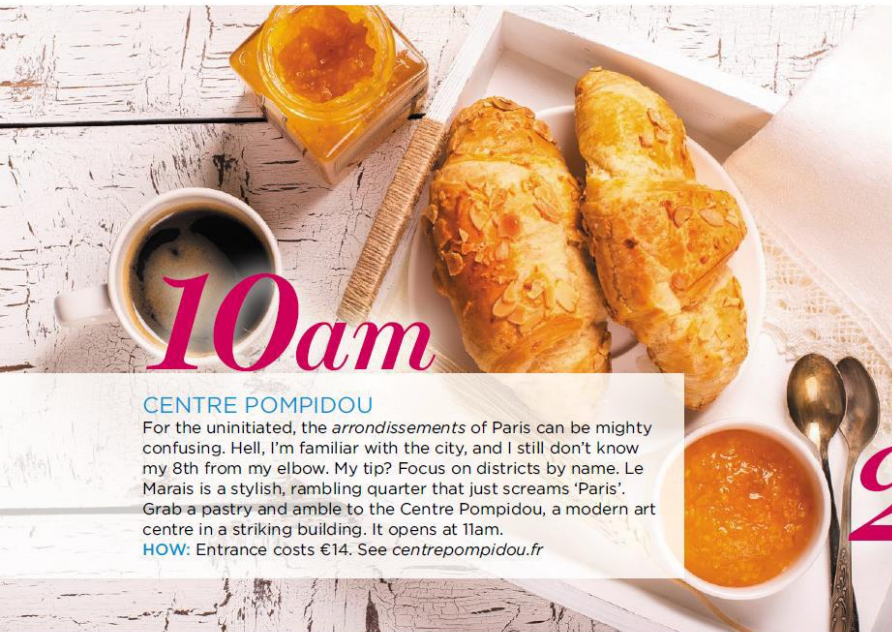 10am
CENTRE POMPIDOU
For the uninitiated, the arrondissements of Paris can be mighty
confusing. Hell, I'm familiar with the city, and I still don't know
my 8th from my elbow. My tip? Focus on districts by name. Le
Marais is a stylish, rambling quarter that just screams ‘Paris’.
Grab a pastry and amble to the Centre Pompidou, a modern art
centre in a striking building. It opens at 11am.
HOW: Entrance costs €14. See centrepompidou.fr